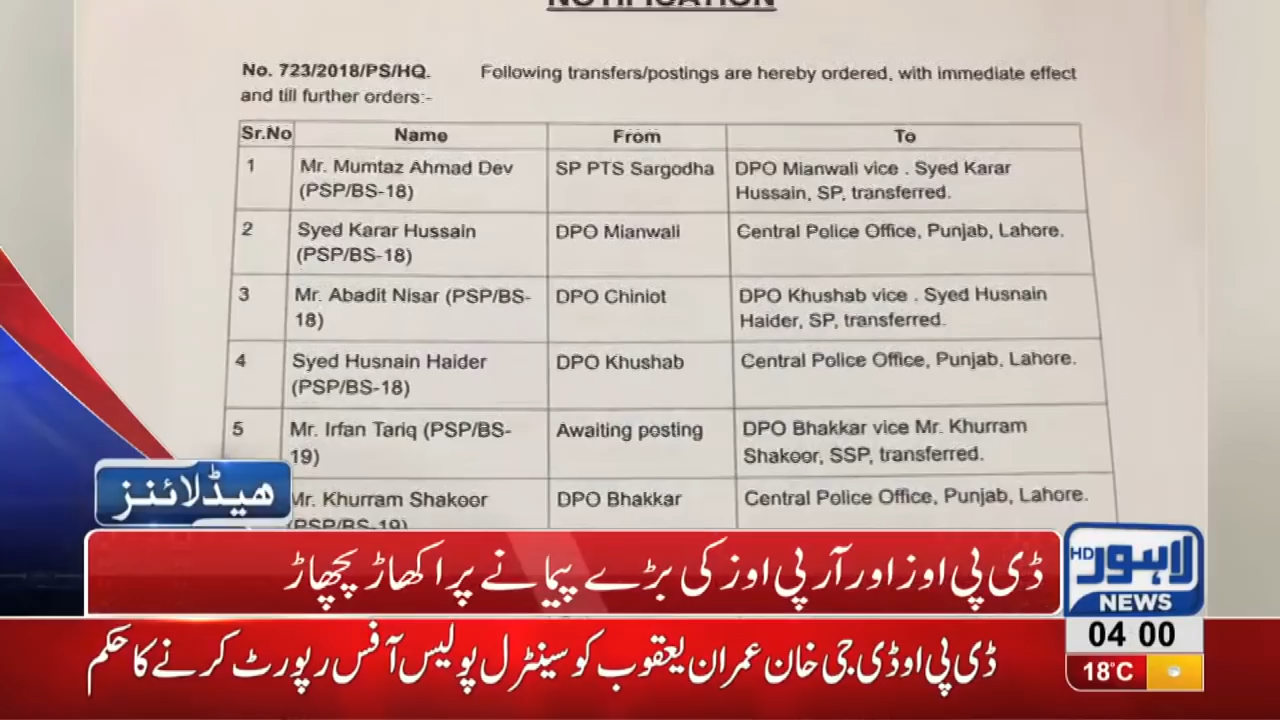 NOTIFICATION
No. 723/2018/PS/HQ. Following transfers/postings are hereby ordered, with immediate effect
and till further orders:-
Sr.No Name From To
1 Mr. Mumtaz Ahmad Dev (PSP/BS-18) SP PTS Sargodha DPO Mianwali vice . Syed Karar Hussain, SP, transferred.
2 Syed Karar Hussain (PSP/BS-18) DPO Mianwali Central Police Office, Punjab, Lahore.
3 Mr. Abadit Nisar (PSP/BS-18) DPO Chiniot DPO Khushab vice . Syed Husnain Haider, SP, transferred.
4 Syed Husnain Haider (PSP/BS-18) DPO Khushab Central Police Office, Punjab, Lahore.
5 Mr. Irfan Tariq (PSP/BS-19) Awaiting posting DPO Bhakkar vice Mr. Khurram Shakoor, SSP, transferred.
Mr. Khurram Shakoor (PSP/BS-19) DPO Bhakkar Central Police Office, Punjab, Lahore.
ھیڈلائنز
ڈی پی اوز اور آر پی اوز کی بڑے پیمانے پر اکھاڑ پچھاڑ
HD لاہور
NEWS
04 00
ڈی پی او ڈی جی خان عمران یعقوب کو سینٹرل پولیس آفس رپورٹ کرنے کا حکم
18°C